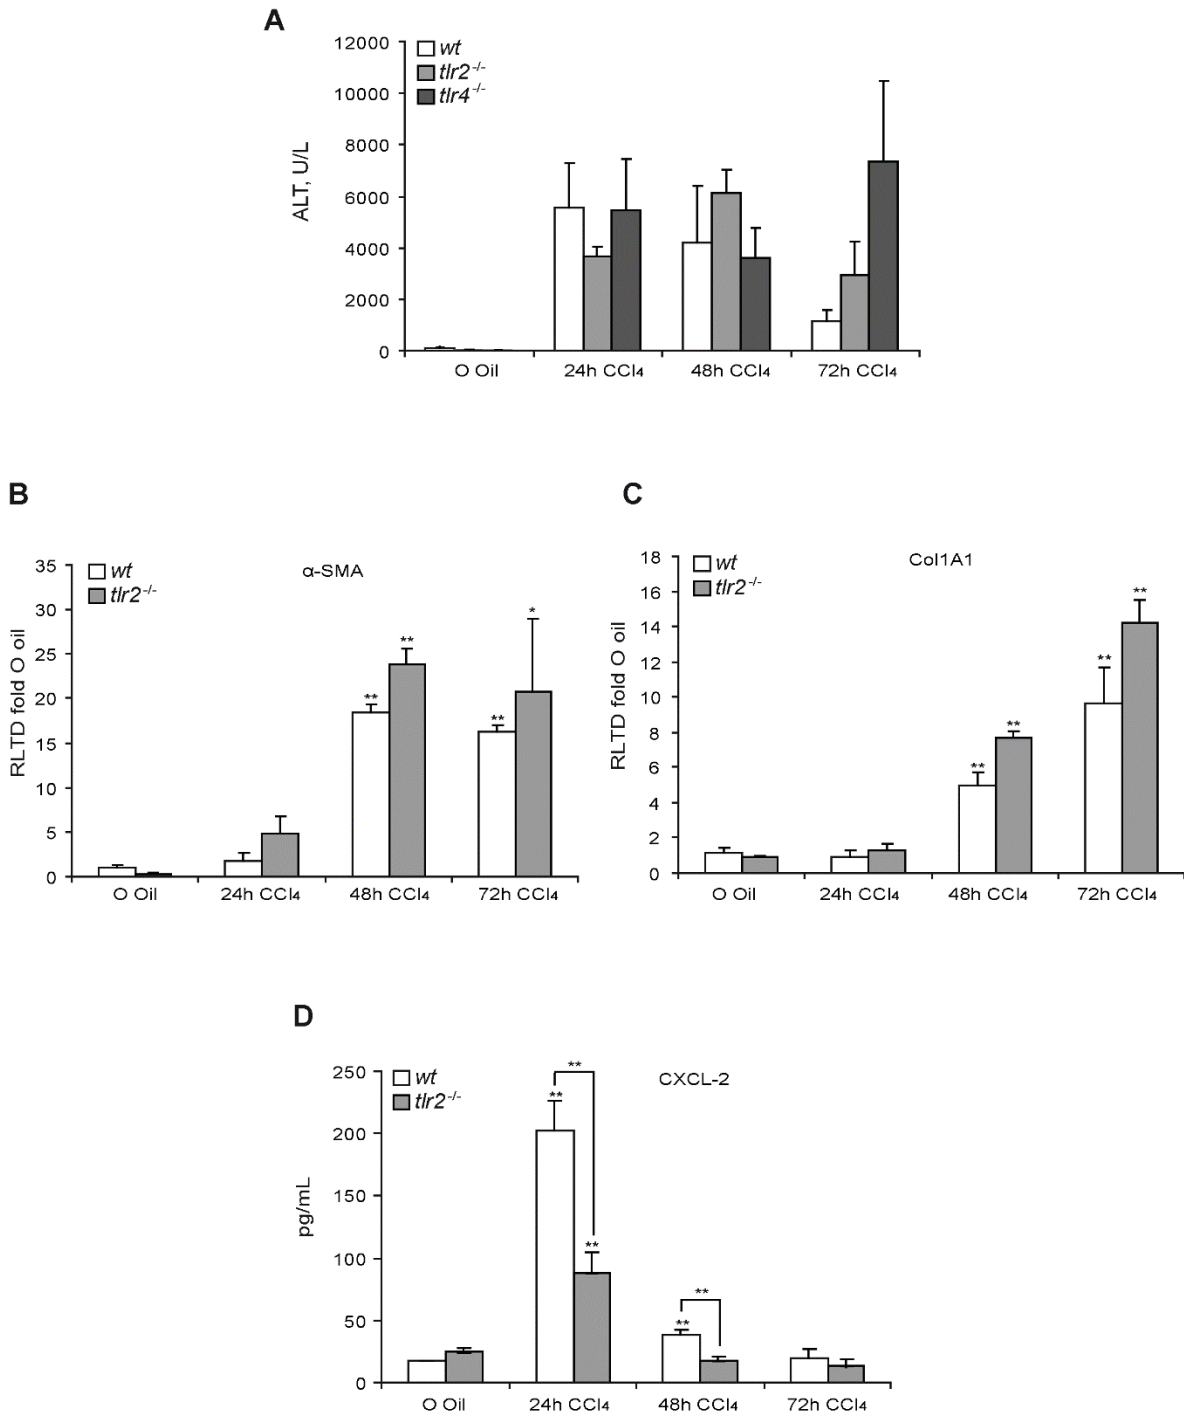 A
12000
10000
8000
6000
4000
2000
0
ALT, U/L
wt
tlr2-/-
tlr4-/-
O Oil 24h CCl4 48h CCl4 72h CCl4
B
35
30
25
20
15
10
5
0
RLTD fold O oil
wt
tlr2-/-
α-SMA
** ** ** *
O Oil 24h CCl4 48h CCl4 72h CCl4
C
18
16
14
12
10
8
6
4
2
0
RLTD fold O oil
wt
tlr2-/-
Col1A1
** ** ** **
O Oil 24h CCl4 48h CCl4 72h CCl4
D
250
200
150
100
50
0
pg/mL
wt
tlr2-/-
CXCL-2
**
**
**
**
**
O Oil 24h CCl4 48h CCl4 72h CCl4